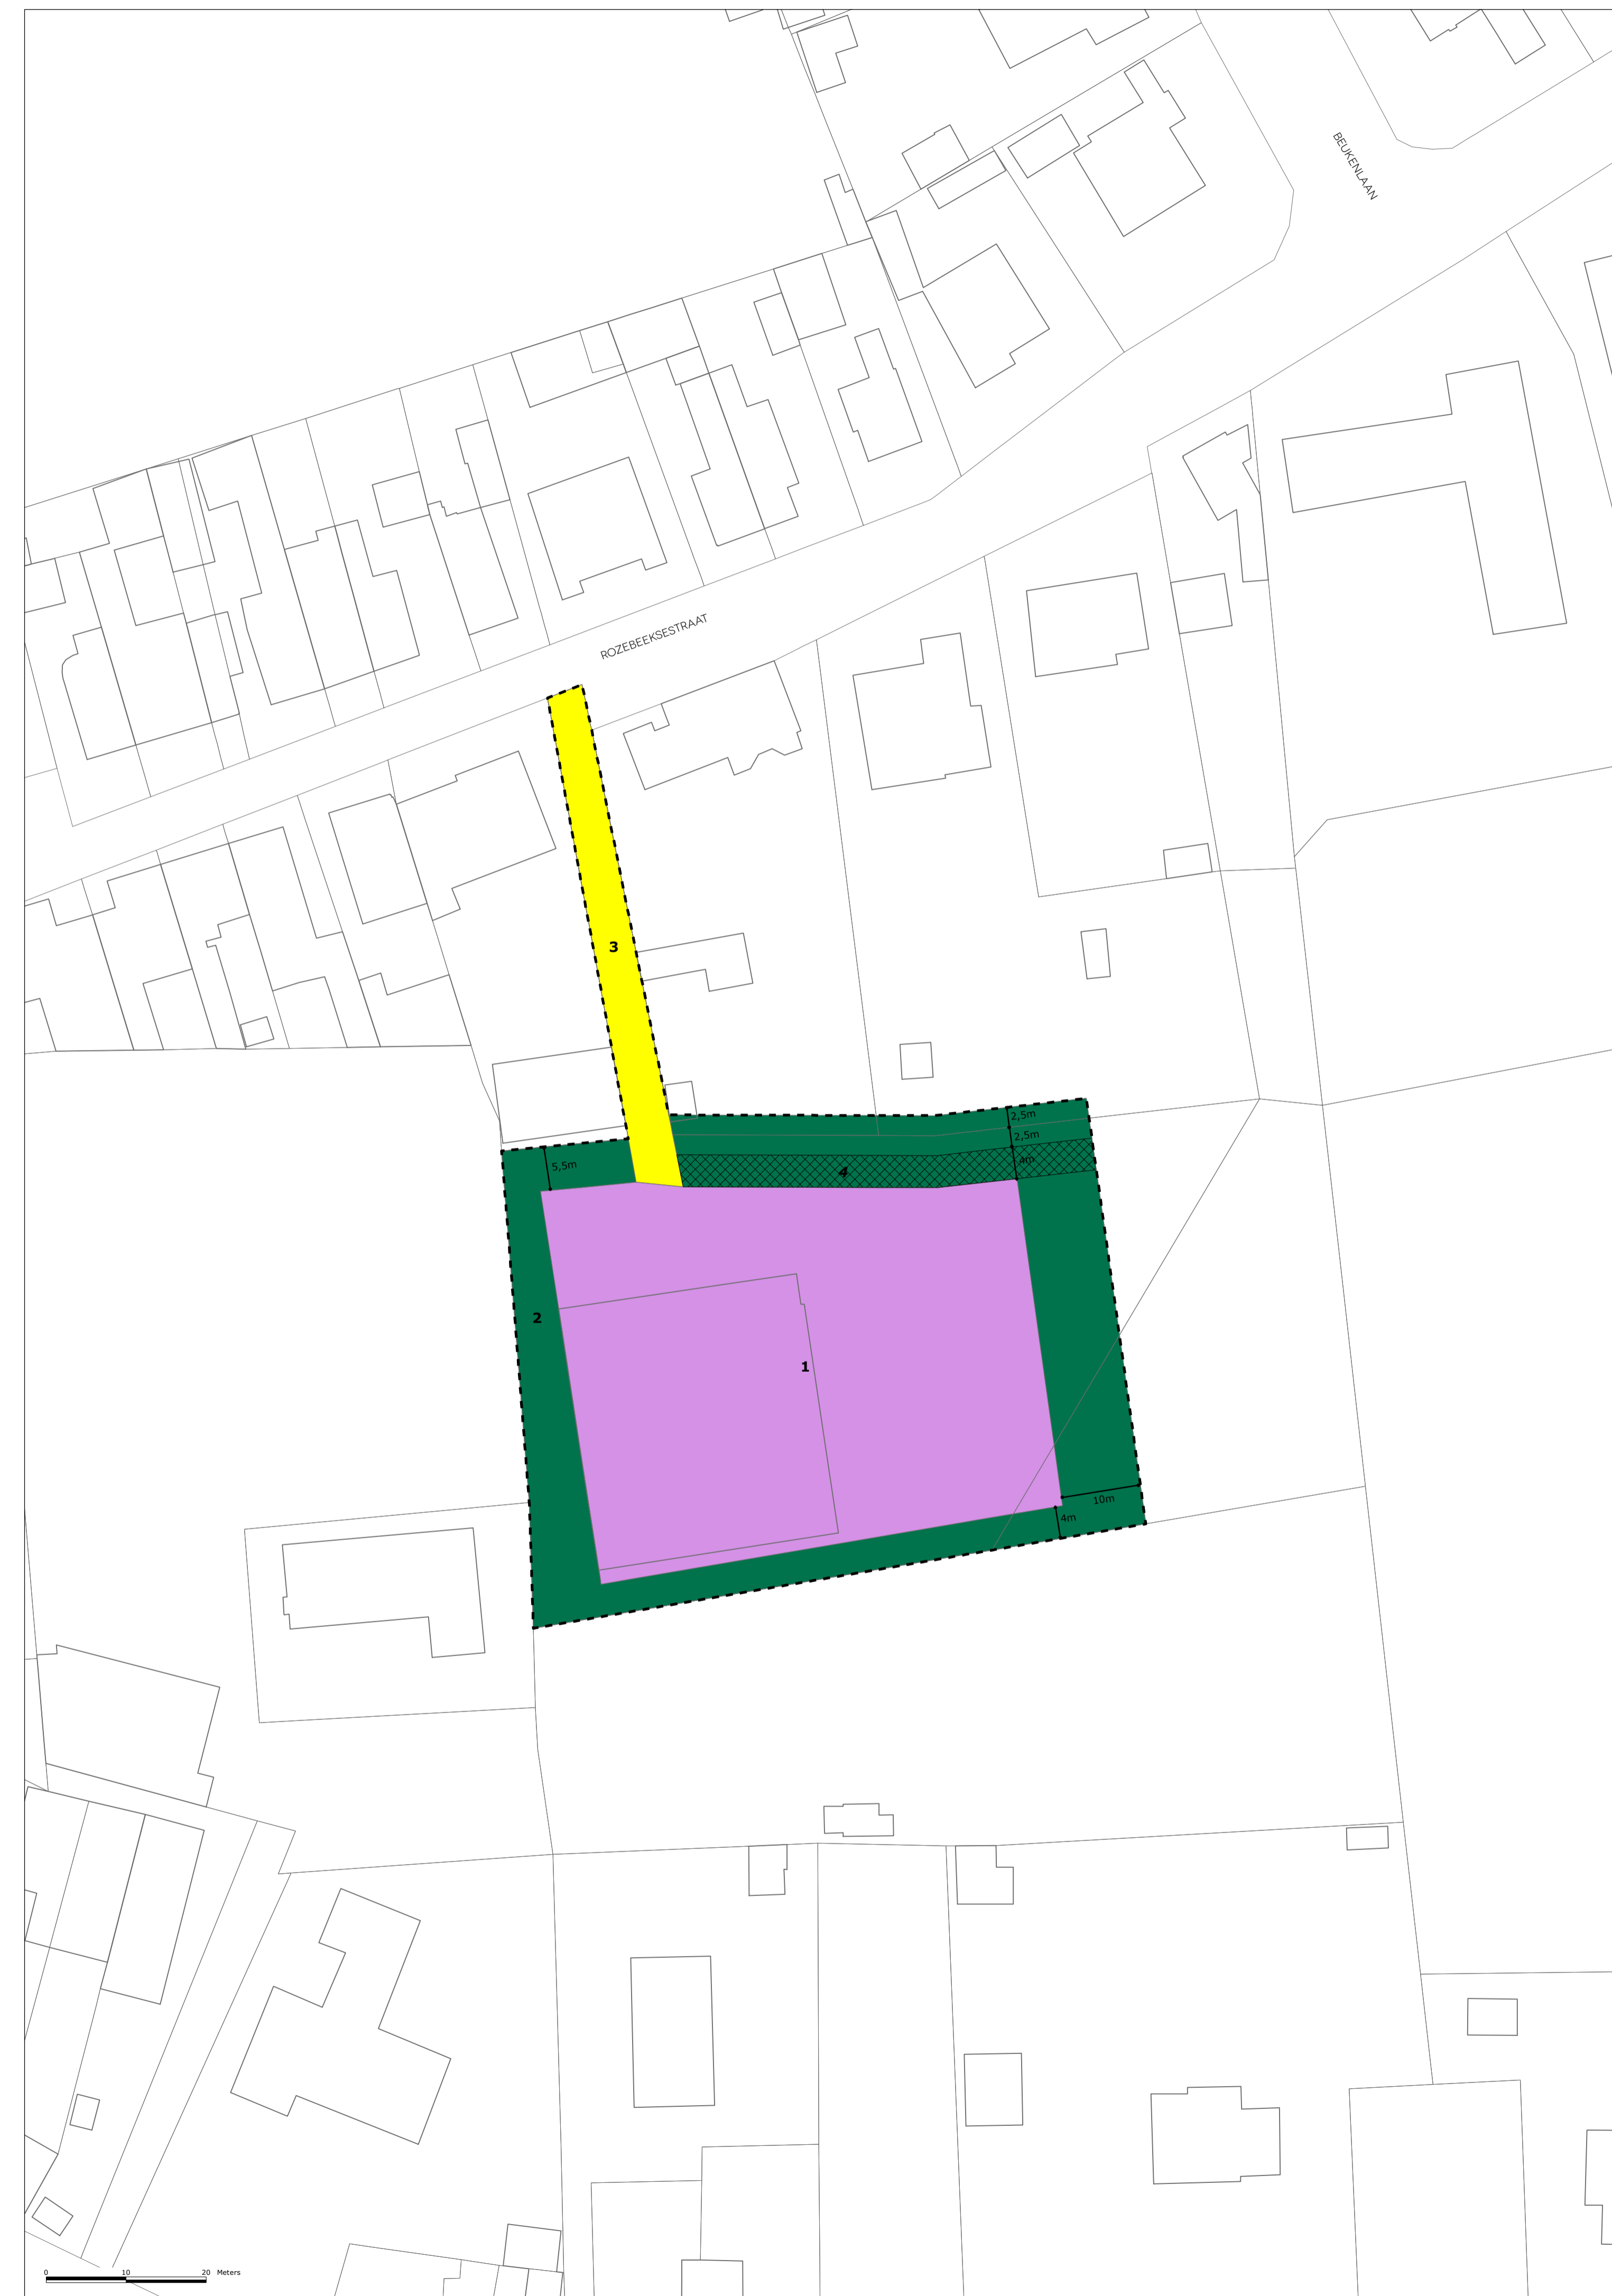 BEUKENLAAN
ROZEBEEKSESTRAAT
3
2,5m
2,5m
5,5m
4m
4
2
1
10m
4m
0 10 20 Meters